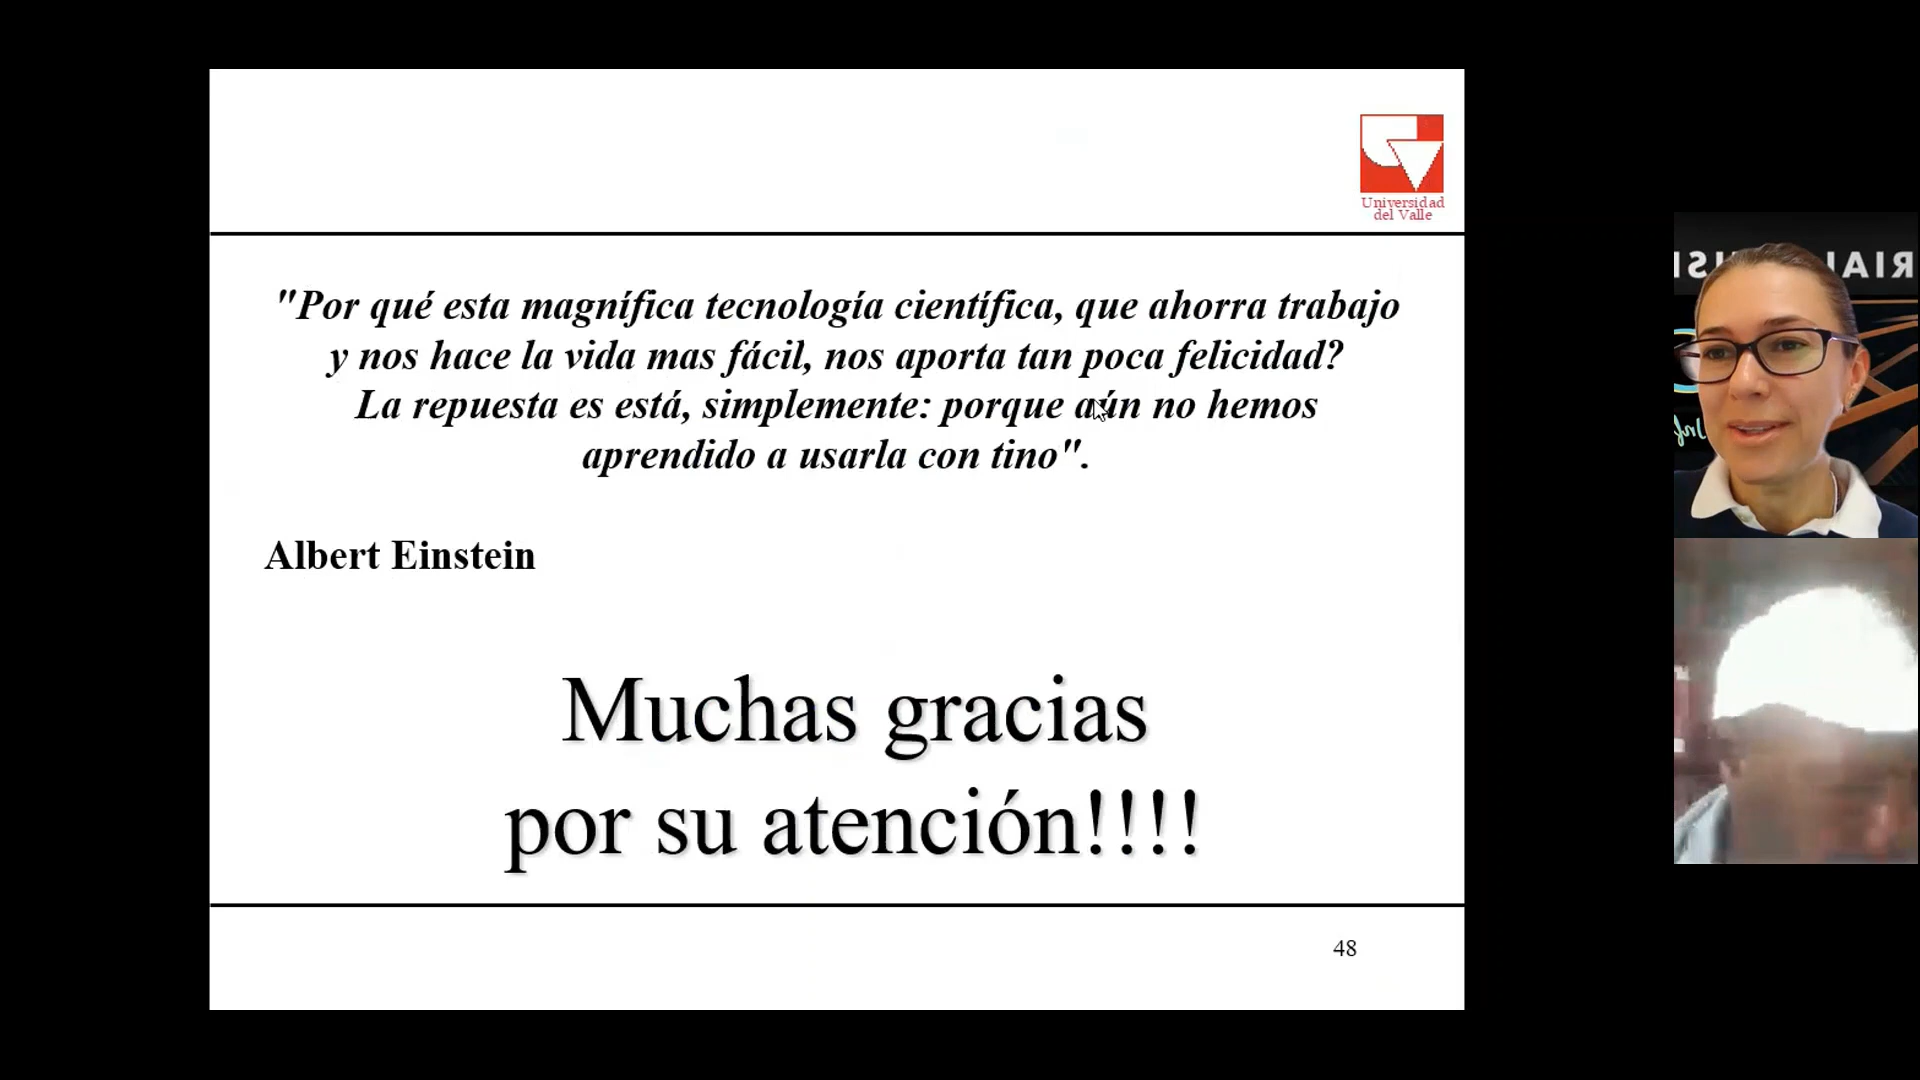 Universidad
del Valle
"Por qué esta magnífica tecnología científica, que ahorra trabajo
y nos hace la vida mas fácil, nos aporta tan poca felicidad?
La repuesta es está, simplemente: porque aún no hemos
aprendido a usarla con tino".
Albert Einstein
Muchas gracias
por su atención!!!!
48